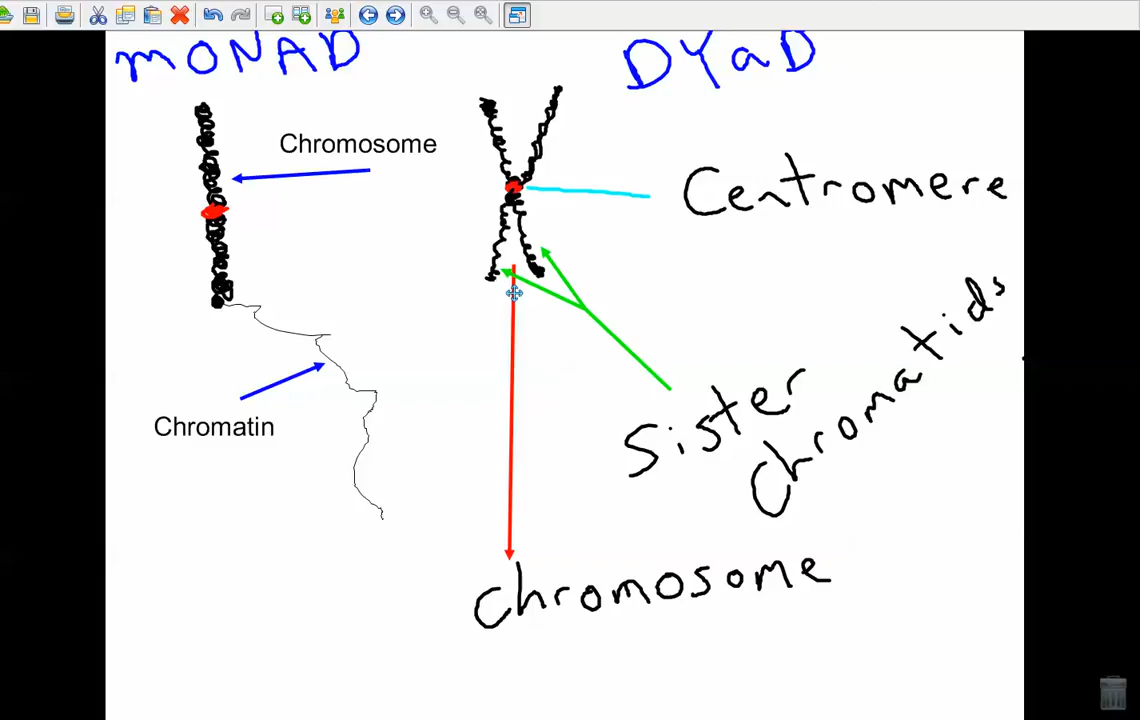 mONAD
DYaD
Chromosome
Centromere
Chromatin
Sister
Chromatids
Chromosome